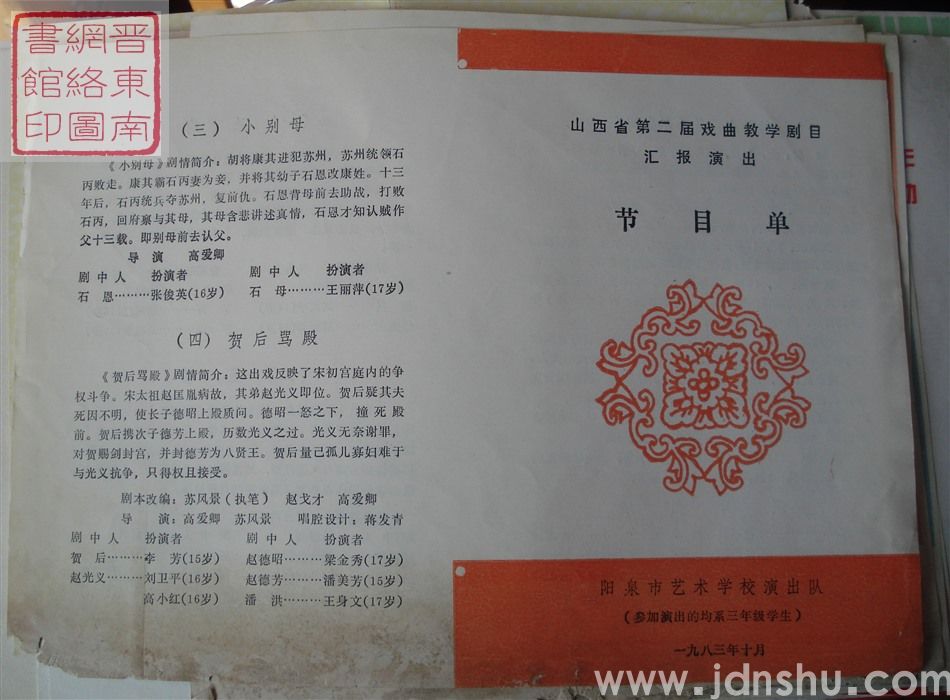 晋东南
網絡圖
書館印
(三) 小别母
《小别母》剧情简介：胡将康其进犯苏州，苏州统领石
丙败走。康其霸石丙妻为妾，并将其幼子石恩改康姓。十三
年后，石丙统兵夺苏州，复前仇。石恩背母前去助战，打败
石丙，回府禀与其母，其母含悲讲述真情，石恩才知认贼作
父十三载。即别母前去认父。
导演 高爱卿
剧中人 扮演者 剧中人 扮演者
石恩………张俊英(16岁) 石母………王丽萍(17岁)
(四) 贺后骂殿
《贺后骂殿》剧情简介：这出戏反映了宋初宫庭内的争
权斗争。宋太祖赵匡胤病故，其弟赵光义即位。贺后疑其夫
死因不明，使长子德昭上殿质问。德昭一怒之下，撞死殿
前。贺后携次子德芳上殿，历数光义之过。光义无奈谢罪，
对贺赐剑封宫，并封德芳为八贤王。贺后量己孤儿寡妇难于
与光义抗争，只得权且接受。
剧本改编：苏风景(执笔) 赵戈才 高爱卿
导演：高爱卿 苏风景 唱腔设计：蒋发青
剧中人 扮演者 剧中人 扮演者
贺后………李芳(15岁) 赵德昭………梁金秀(17岁)
赵光义………刘卫平(16岁) 赵德芳………潘美芳(15岁)
高小红(16岁) 潘洪………王身文(17岁)
山西省第二届戏曲教学剧目
汇报演出
节目单
阳泉市艺术学校演出队
(参加演出的均系三年级学生)
一九八三年十月
www.jdnshu.com